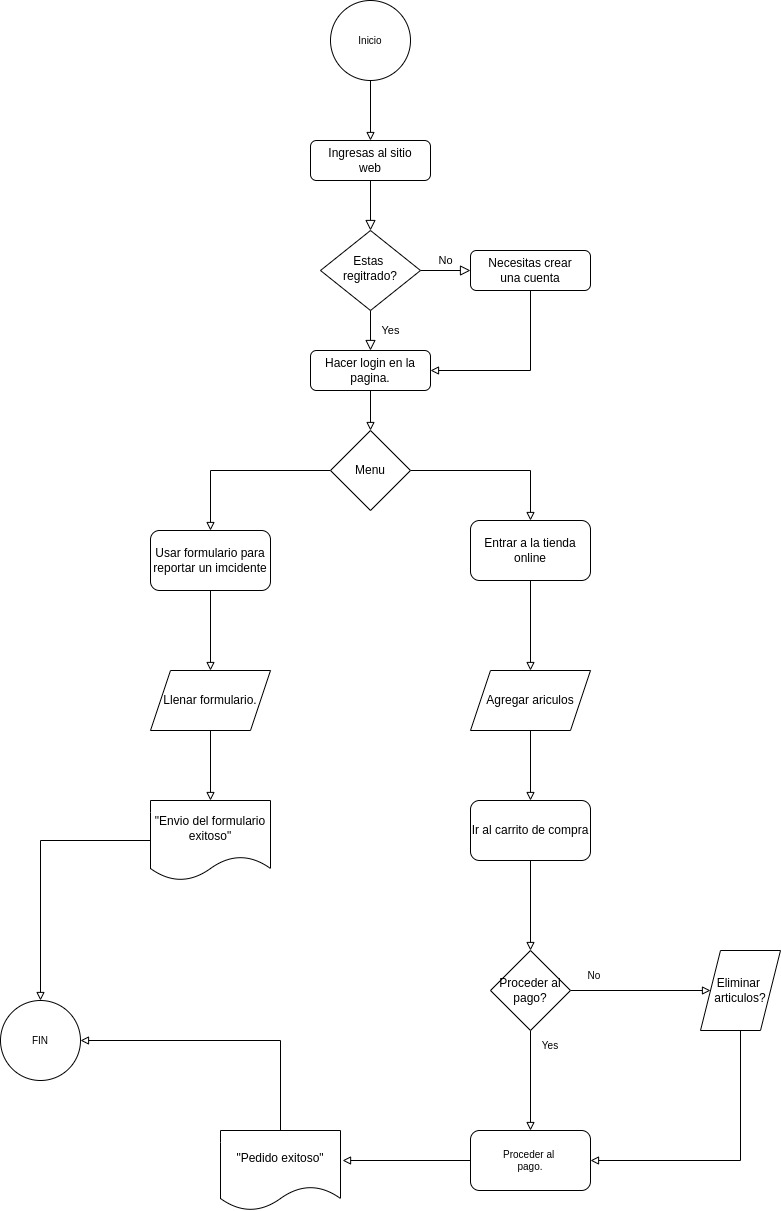 Inicio
Ingresas al sitio
web
Estas
regitrado?
No
Necesitas crear
una cuenta
Yes
Hacer login en la
pagina.
Menu
Usar formulario para
reportar un imcidente
Entrar a la tienda
online
Llenar formulario.
Agregar ariculos
"Envio del formulario
exitoso"
Ir al carrito de compra
Proceder al
pago?
No
Eliminar
articulos?
Yes
FIN
"Pedido exitoso"
Proceder al
pago.